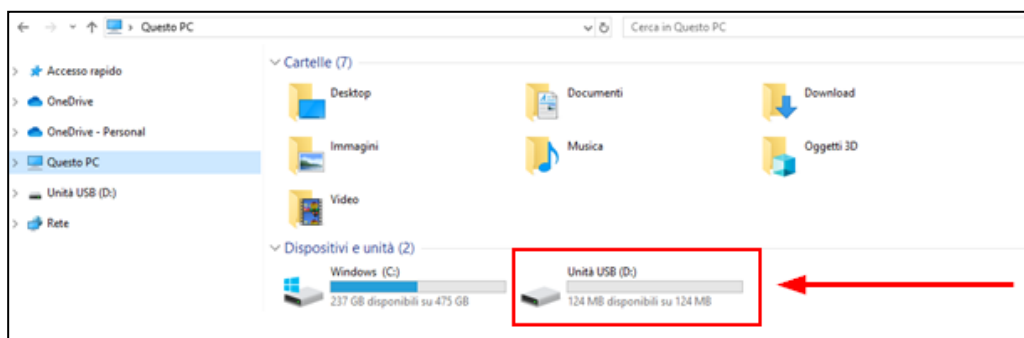 Questo PC
Cerca in Questo PC
Accesso rapido
OneDrive
OneDrive - Personal
Questo PC
Unità USB (D:)
Rete
Cartelle (7)
Desktop
Documenti
Download
Immagini
Musica
Oggetti 3D
Video
Dispositivi e unità (2)
Windows (C:)
237 GB disponibili su 475 GB
Unità USB (D:)
124 MB disponibili su 124 MB